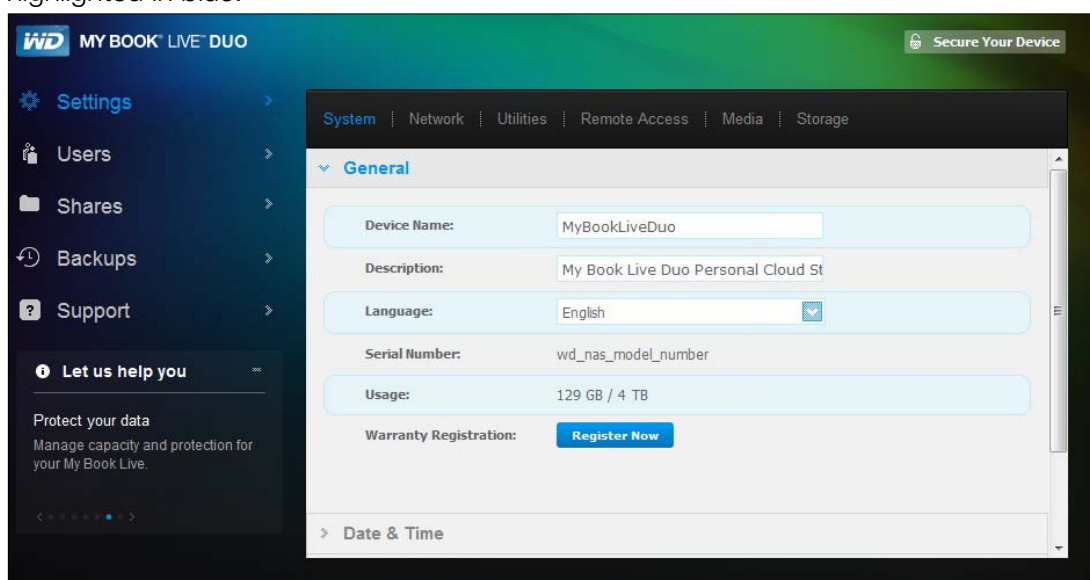 highlighted in blue.
WD MY BOOK® LIVE™ DUO
Secure Your Device
Settings
Users
Shares
Backups
? Support
Let us help you
Protect your data
Manage capacity and protection for
your My Book Live.
System | Network | Utilities | Remote Access | Media | Storage
General
Device Name: MyBookLiveDuo
Description: My Book Live Duo Personal Cloud St
Language: English
Serial Number: wd_nas_model_number
Usage: 129 GB / 4 TB
Warranty Registration: Register Now
Date & Time